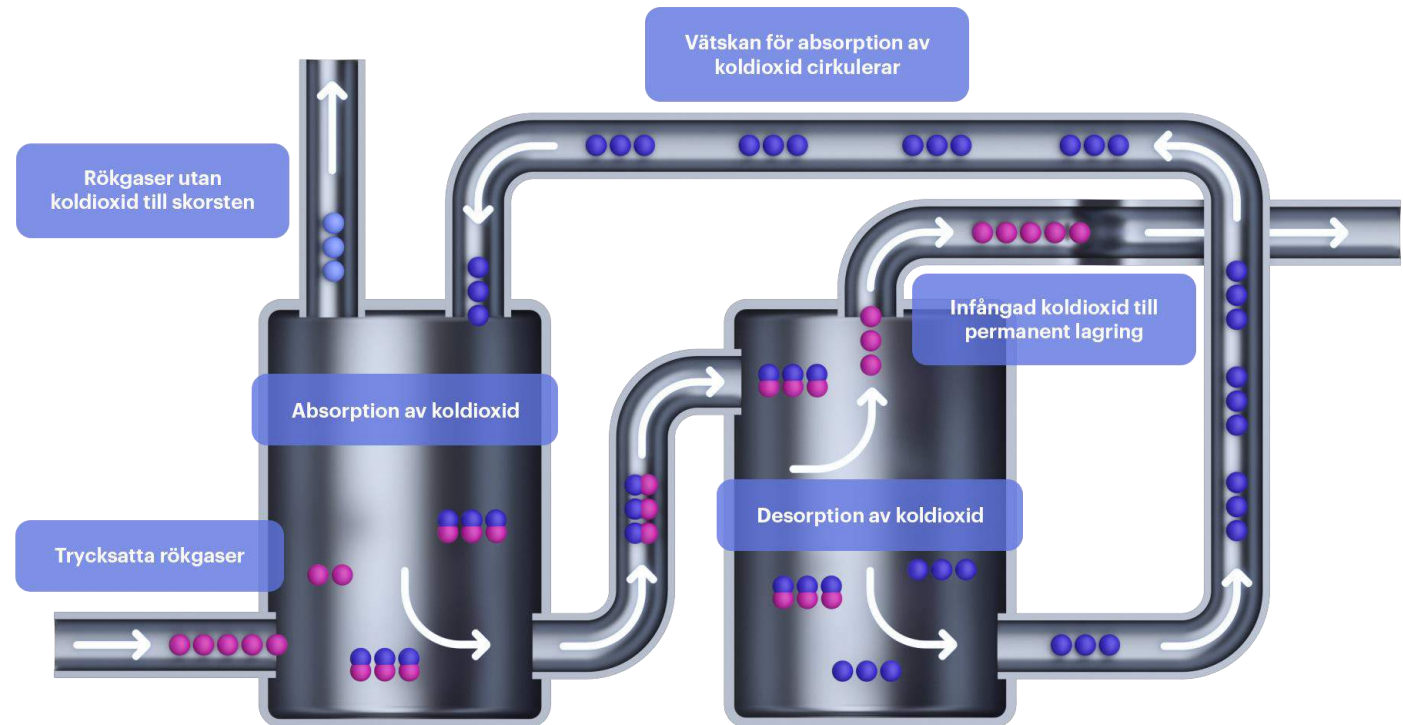 Vätskan för absorption av
koldioxid cirkulerar
Rökgaser utan
koldioxid till skorsten
Infångad koldioxid till
permanent lagring
Absorption av koldioxid
Desorption av koldioxid
Trycksatta rökgaser